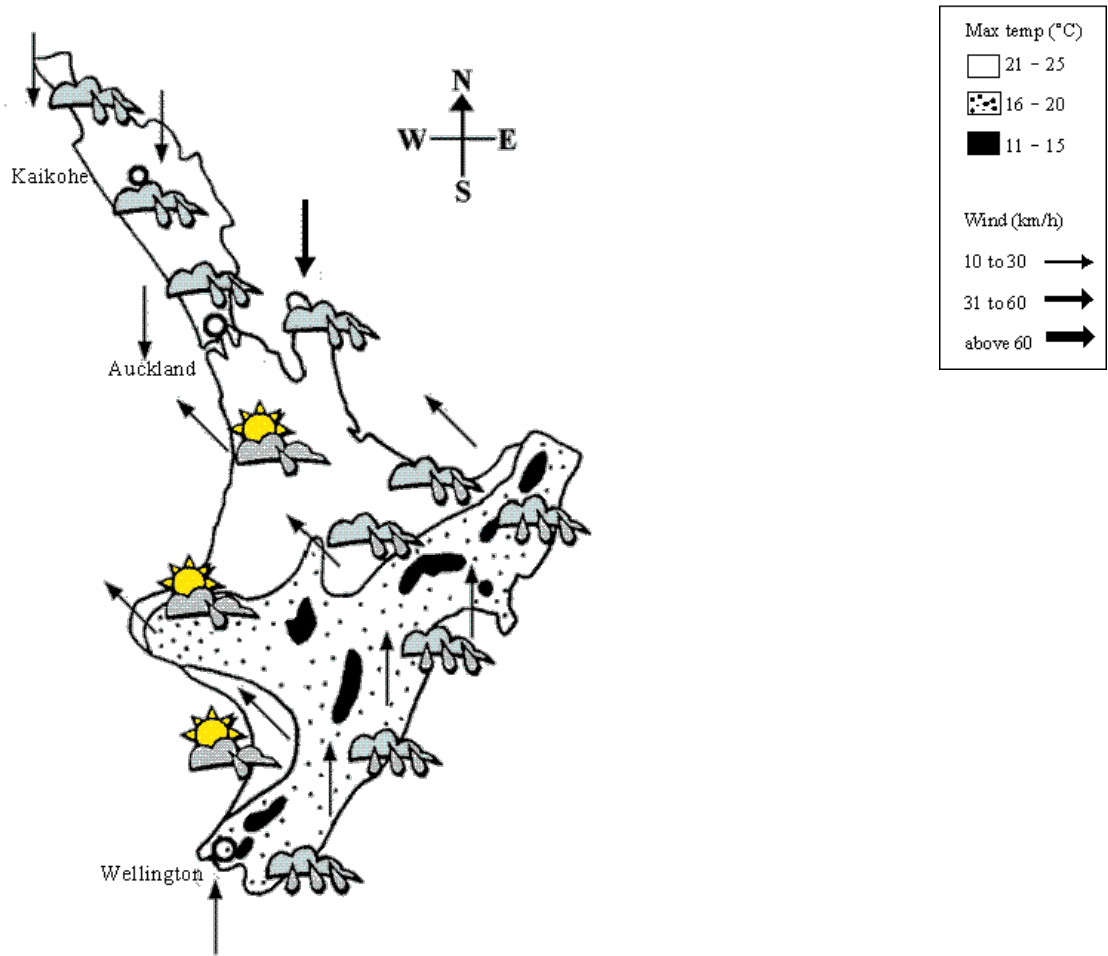 Max temp (°C)
21 - 25
16 - 20
11 - 15
Wind (km/h)
10 to 30
31 to 60
above 60
N
W E
S
Kaikohe
Auckland
Wellington